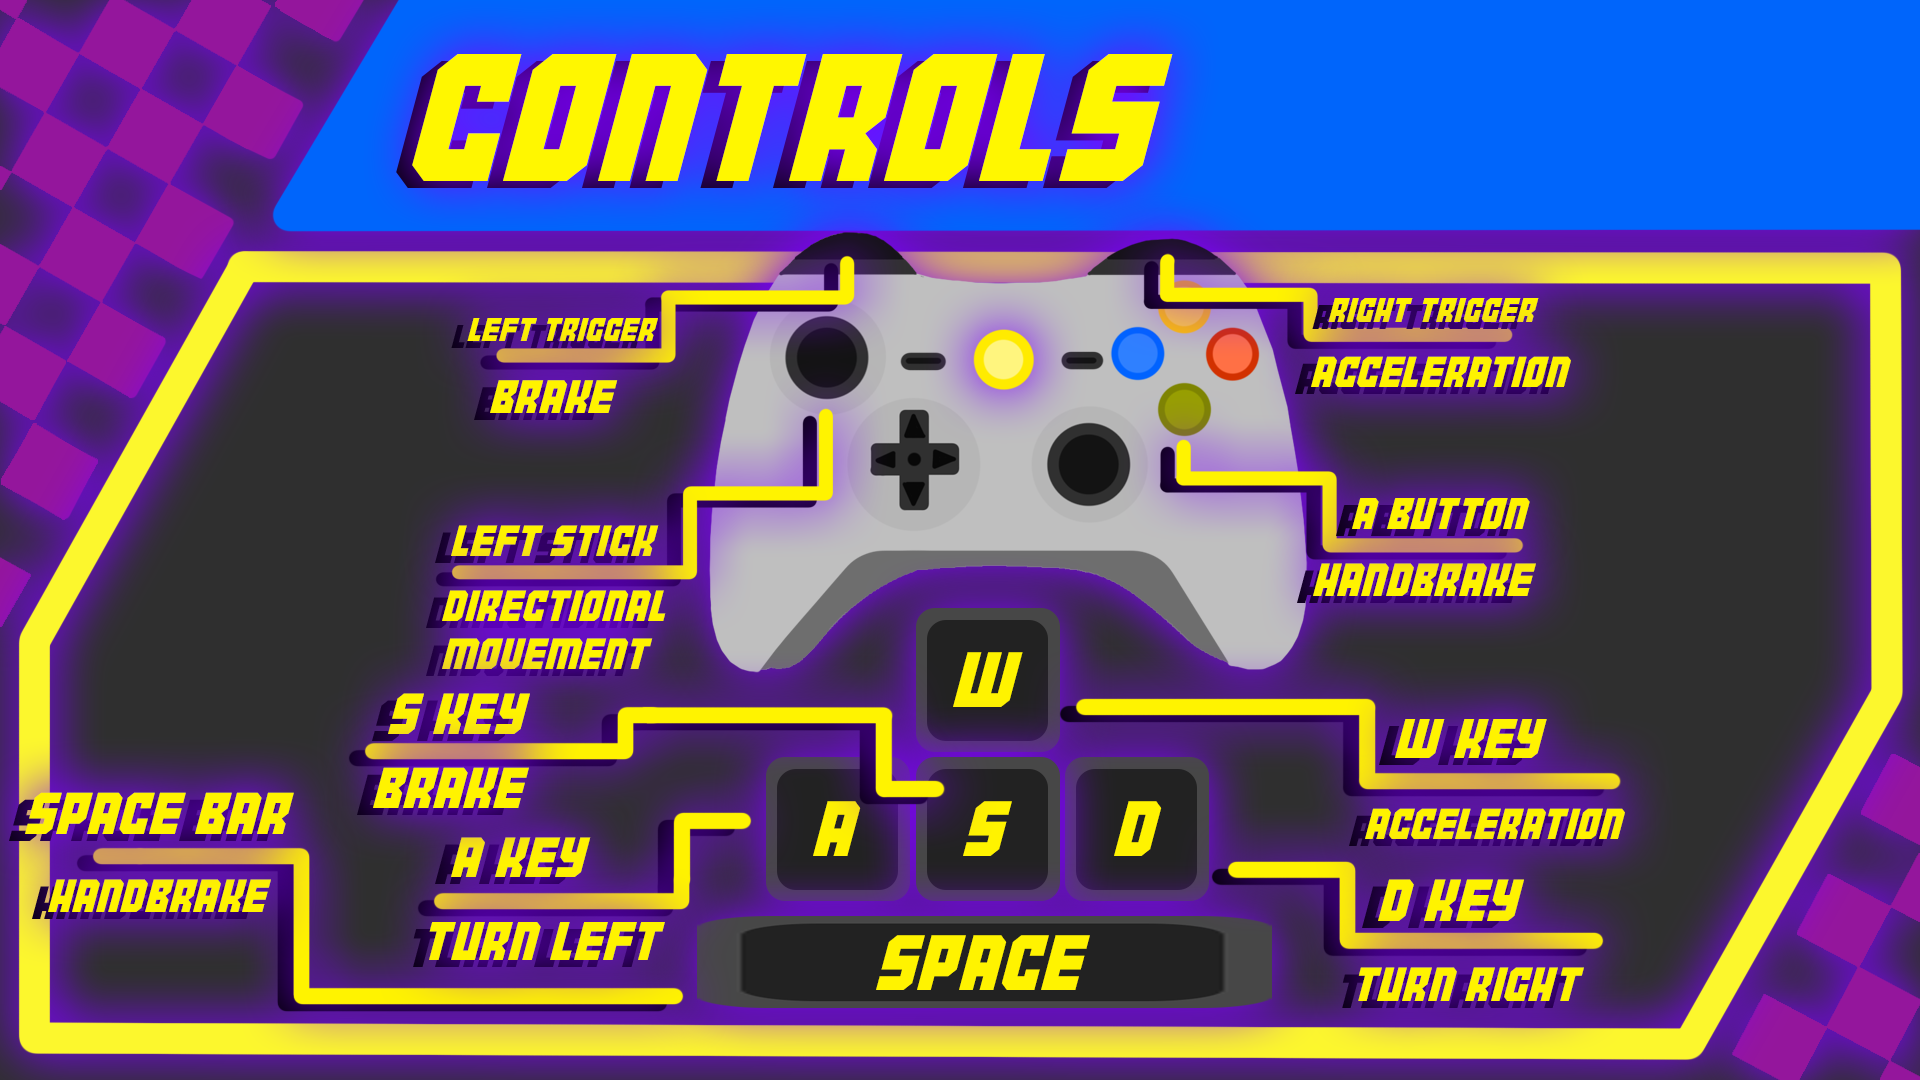 CONTROLS
LEFT TRIGGER
BRAKE
RIGHT TRIGGER
ACCELERATION
LEFT STICK
DIRECTIONAL
MOVEMENT
A BUTTON
HANDBRAKE
S KEY
BRAKE
W
W KEY
ACCELERATION
SPACE BAR
HANDBRAKE
A KEY
TURN LEFT
A
S
D
D KEY
TURN RIGHT
SPACE